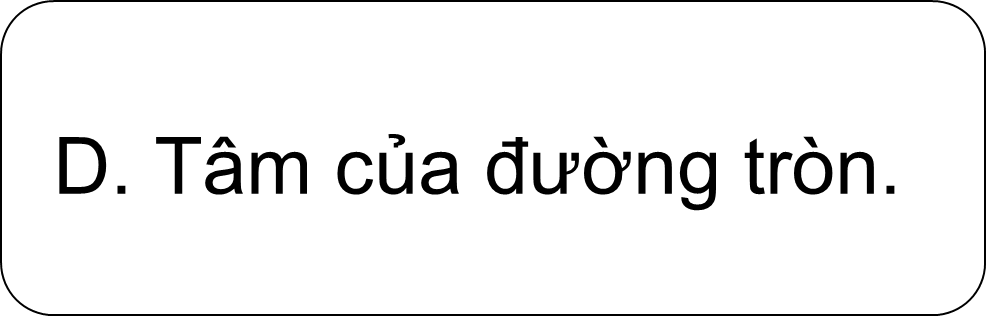 D. Tâm của đường tròn.